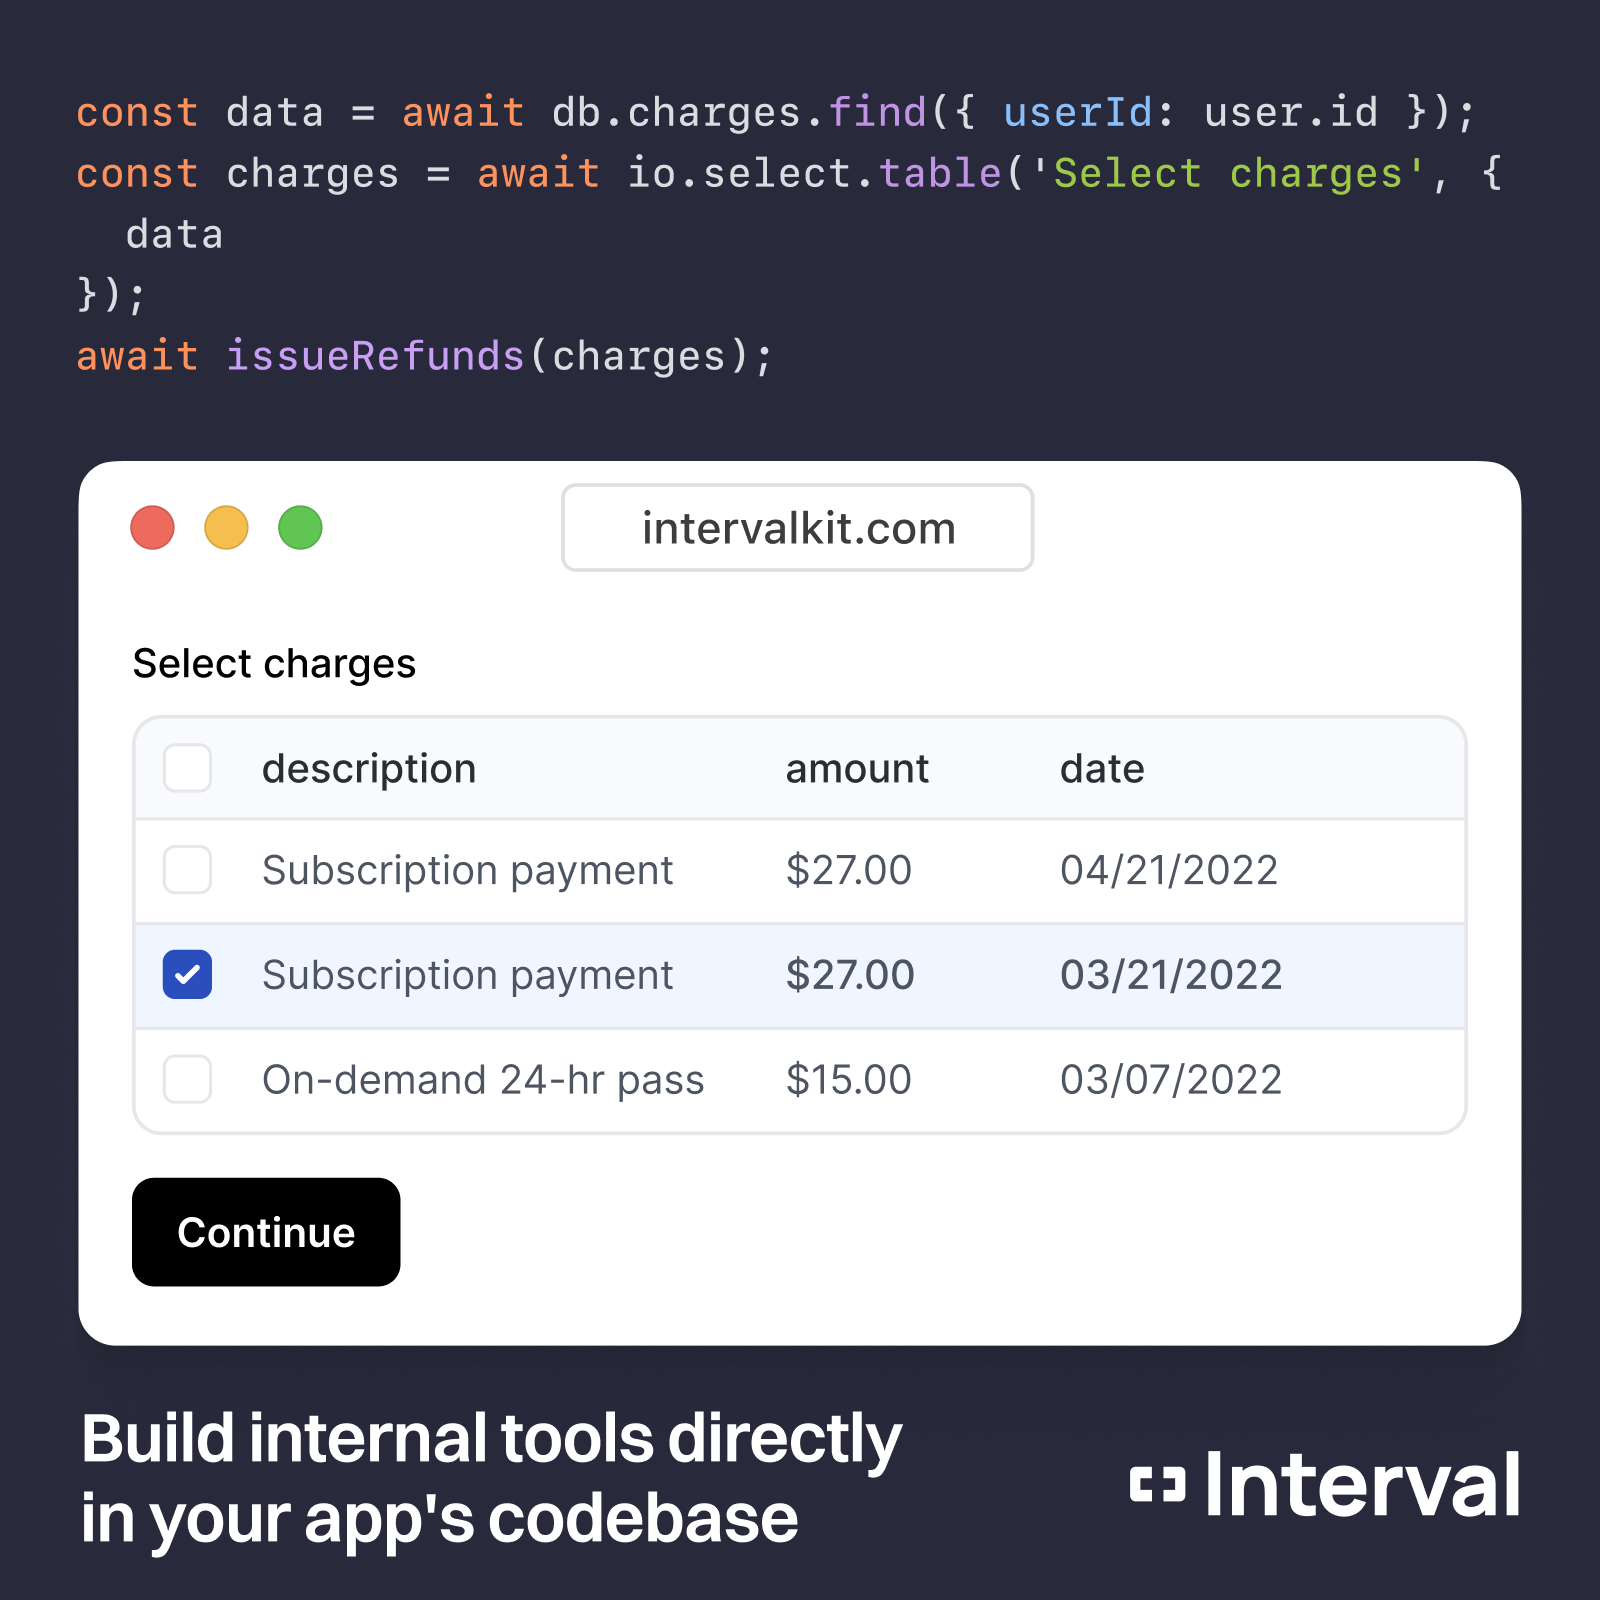 const data = await db.charges.find({ userId: user.id });
const charges = await io.select.table('Select charges', {
  data
});
await issueRefunds(charges);
intervalkit.com
Select charges
description amount date
Subscription payment $27.00 04/21/2022
Subscription payment $27.00 03/21/2022
On-demand 24-hr pass $15.00 03/07/2022
Continue
Build internal tools directly
in your app's codebase
Interval